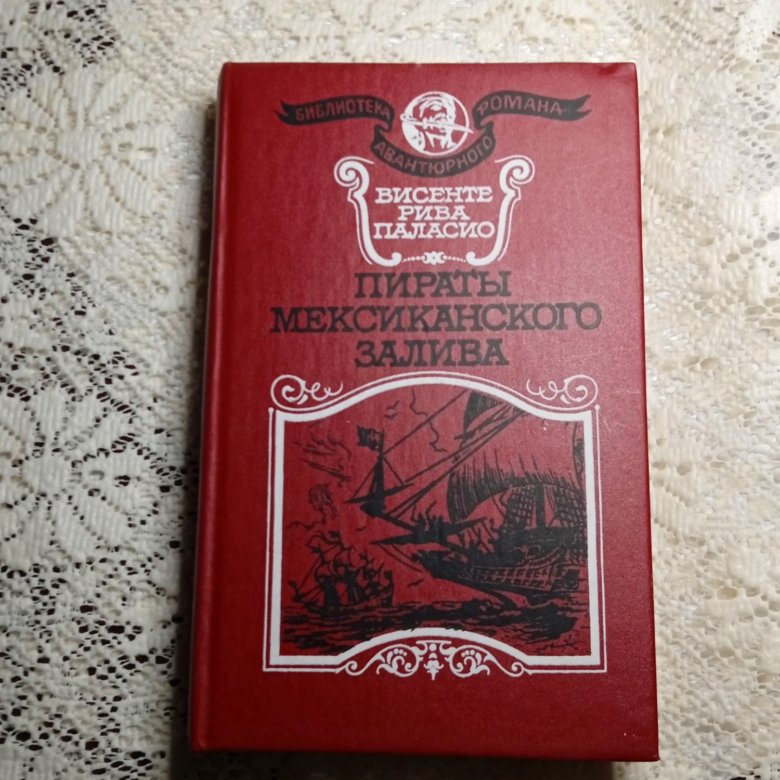 БИБЛИОТЕКА
АВАНТЮРНОГО
РОМАНА
ВИСЕНТЕ
РИВА
ПАЛАСИО
ПИРАТЫ
МЕКСИКАНСКОГО
ЗАЛИВА